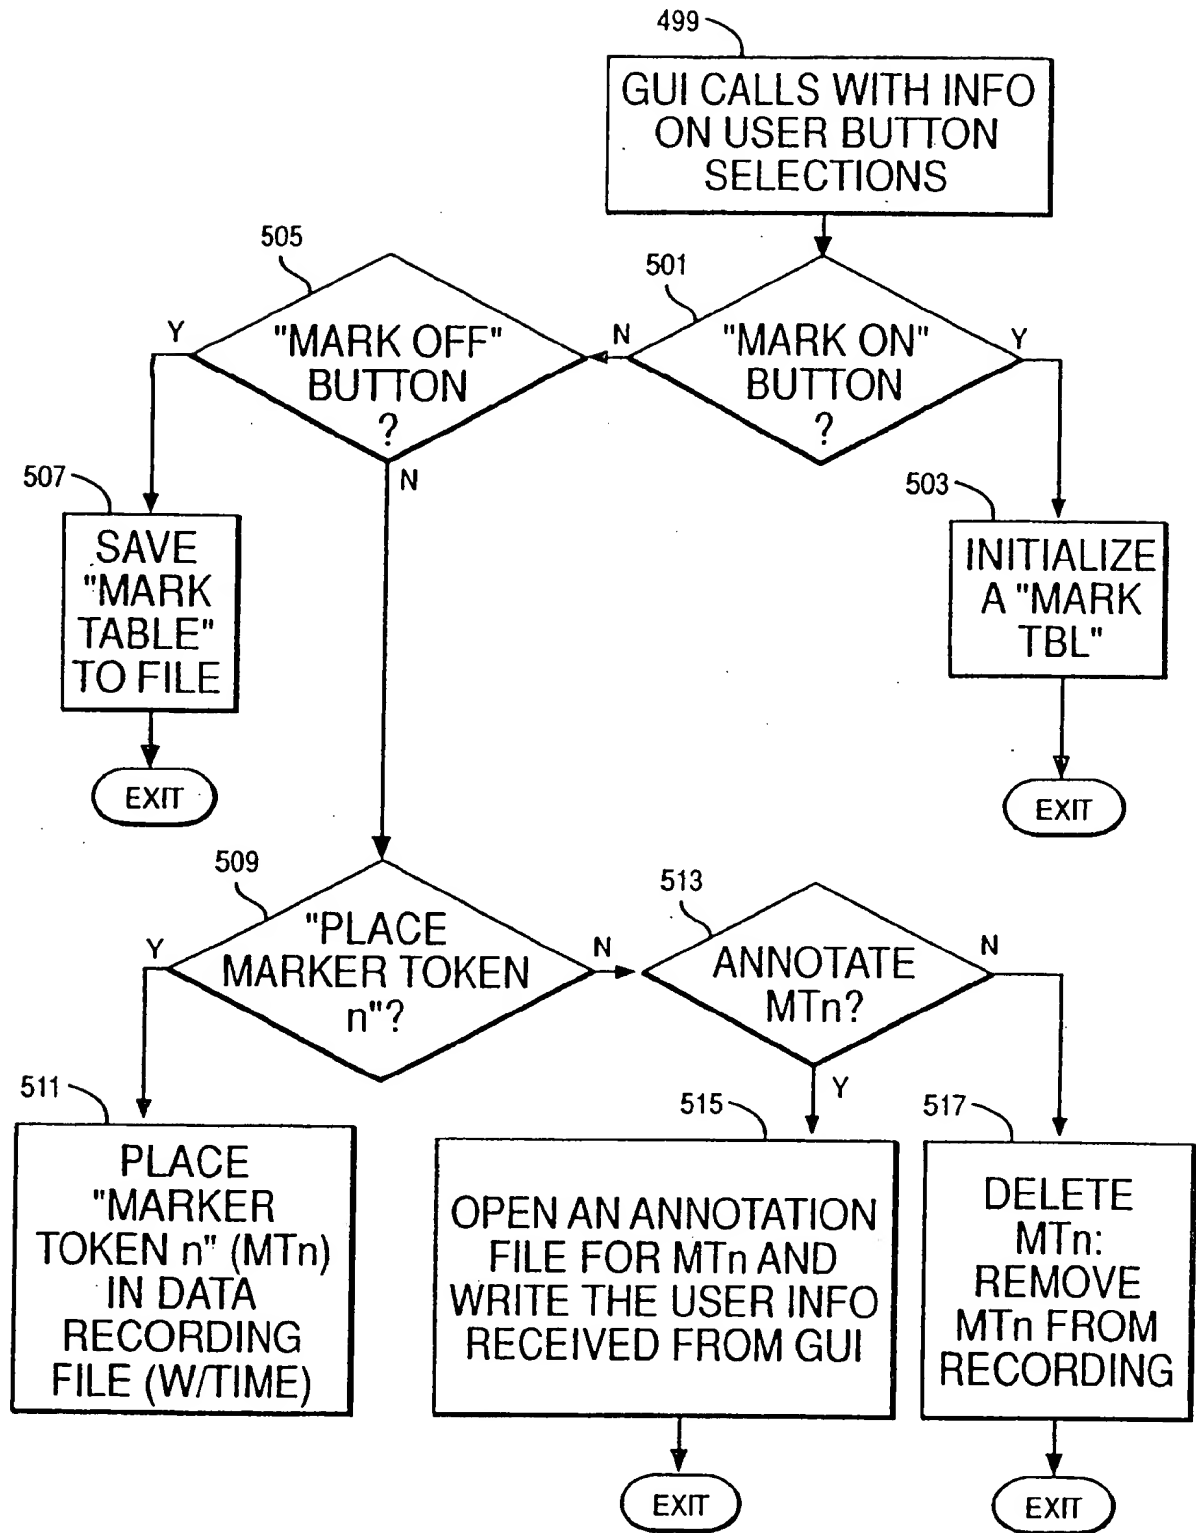 499
GUI CALLS WITH INFO
ON USER BUTTON
SELECTIONS
505
501
Y
"MARK OFF"
BUTTON
?
N
"MARK ON"
BUTTON
?
Y
N
507
503
SAVE
"MARK
TABLE"
TO FILE
INITIALIZE
A "MARK
TBL"
EXIT
EXIT
509
513
Y
"PLACE
MARKER TOKEN
n"?
N
ANNOTATE
MTn?
N
Y
511
515
517
PLACE
"MARKER
TOKEN n" (MTn)
IN DATA
RECORDING
FILE (W/TIME)
OPEN AN ANNOTATION
FILE FOR MTn AND
WRITE THE USER INFO
RECEIVED FROM GUI
DELETE
MTn:
REMOVE
MTn FROM
RECORDING
EXIT
EXIT